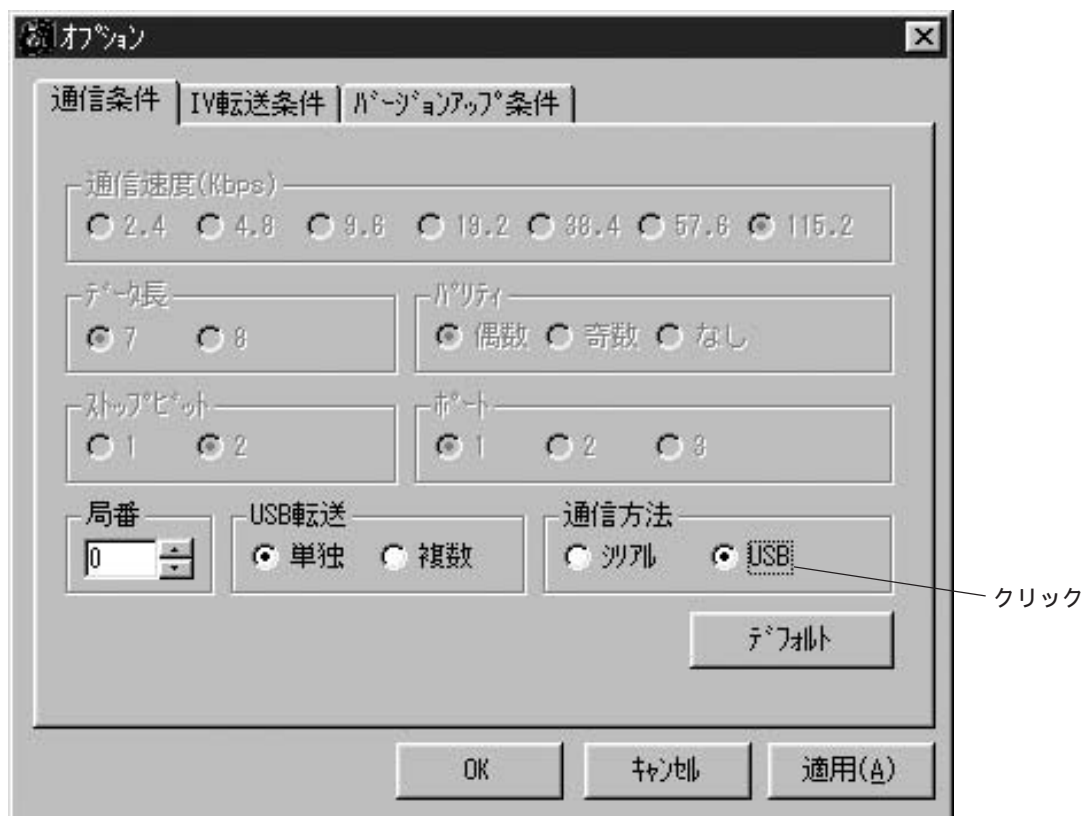 オプション
通信条件 IV転送条件 バージョンアップ条件
通信速度(Kbps)
2.4 4.8 9.6 19.2 38.4 57.6 115.2
データ長 パリティ
7 8 偶数 奇数 なし
ストップビット ポート
1 2 1 2 3
局番 USB転送 通信方法
0 単独 複数 シリアル USB
クリック
デフォルト
OK キャンセル 適用(A)